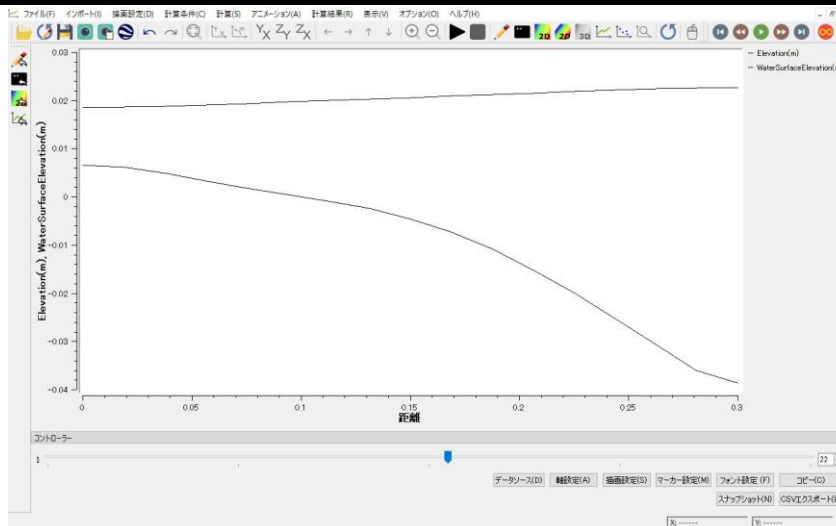 ファイル(F) インポート(I) 描画設定(D) 計算条件(C) 計算(S) アニメーション(A) 計算結果(R) 表示(V) オプション(O) ヘルプ(H)
YX ZY ZX 2D 2D 3D
— Elevation(m)
— WaterSurfaceElevation(
Elevation(m), WaterSurfaceElevation(m)
0.03
0.02
0.01
0
-0.01
-0.02
-0.03
-0.04
0 0.05 0.1 0.15 0.2 0.25 0.3
距離
コントローラー
1 22
データソース(D) 軸設定(A) 描画設定(S) マーカー設定(M) フォント設定 (F) コピー(C)
スナップショット(N) CSVエクスポート(
X: ------ Y: ------